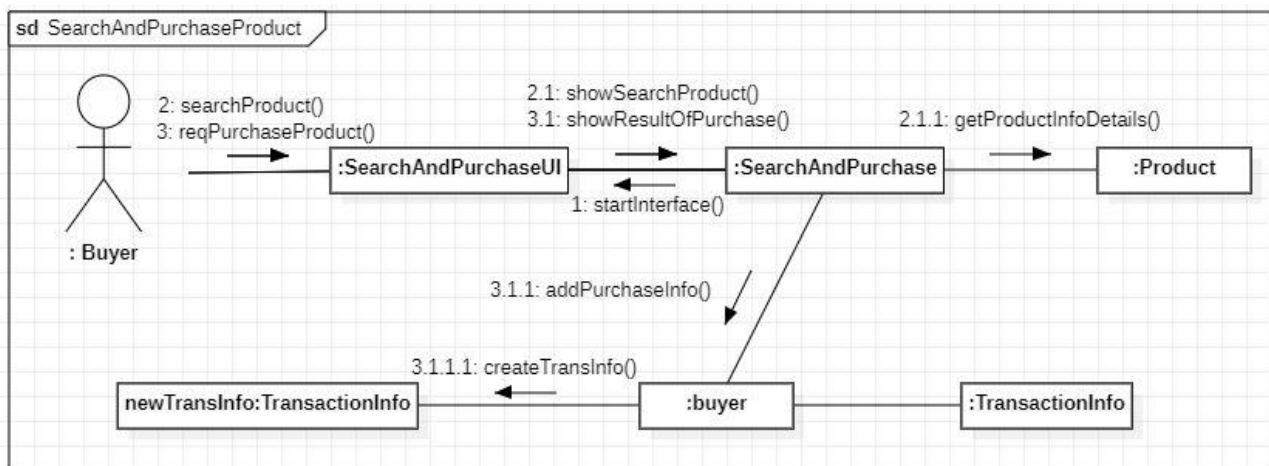 sd SearchAndPurchaseProduct
2: searchProduct()
3: reqPurchaseProduct()
2.1: showSearchProduct()
3.1: showResultOfPurchase()
2.1.1: getProductInfoDetails()
:SearchAndPurchaseUI
:SearchAndPurchase
:Product
1: startInterface()
: Buyer
3.1.1: addPurchaseInfo()
3.1.1.1: createTransInfo()
newTransInfo:TransactionInfo
:buyer
:TransactionInfo